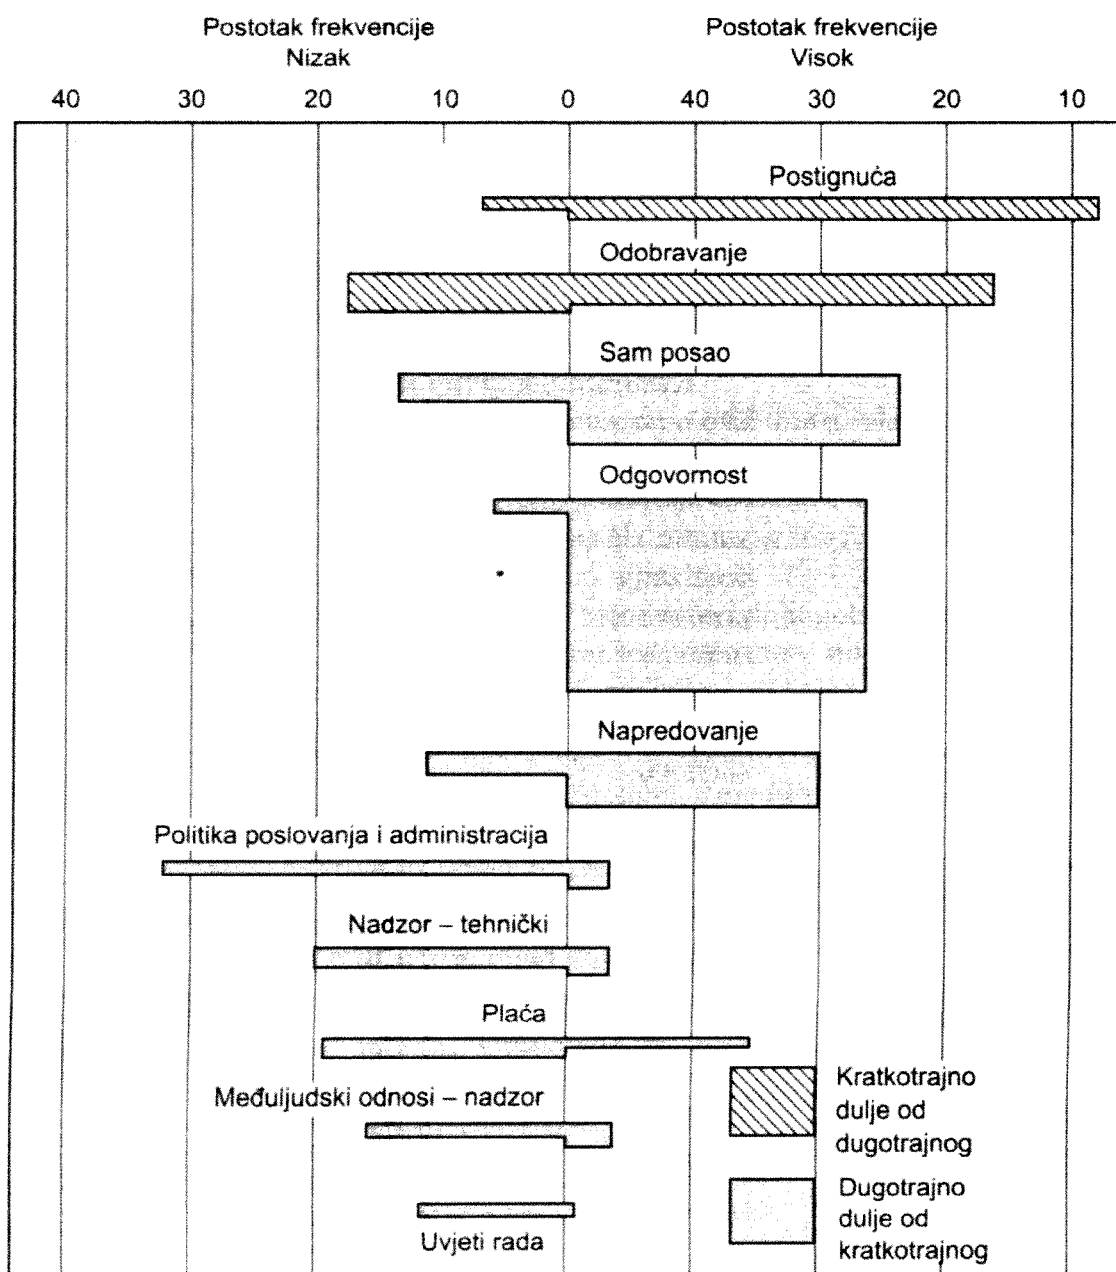 Postotak frekvencije
Nizak
Postotak frekvencije
Visok
40 30 20 10 0 40 30 20 10
Postignuća
Odobravanje
Sam posao
Odgovornost
Napredovanje
Politika poslovanja i administracija
Nadzor – tehnički
Plaća
Međuljudski odnosi – nadzor
Uvjeti rada
Kratkotrajno
dulje od
dugotrajnog
Dugotrajno
dulje od
kratkotrajnog